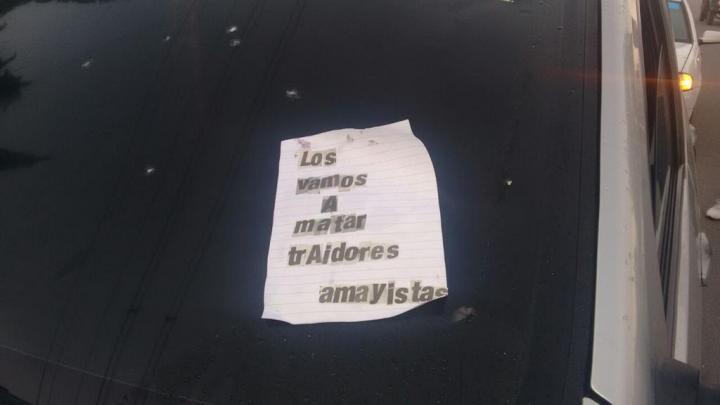 Los
vamos
A
matar
trAidores
amayistas